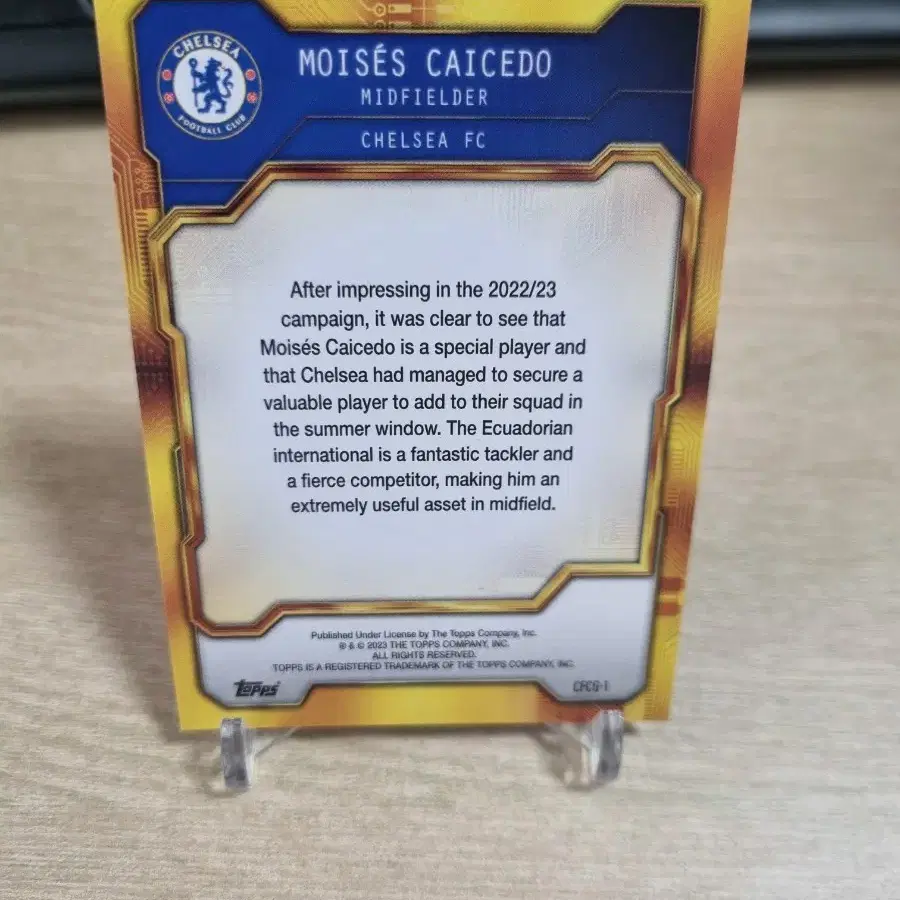 CHELSEA
FOOTBALL CLUB
MOISÉS CAICEDO
MIDFIELDER
CHELSEA FC
After impressing in the 2022/23
campaign, it was clear to see that
Moisés Caicedo is a special player and
that Chelsea had managed to secure a
valuable player to add to their squad in
the summer window. The Ecuadorian
international is a fantastic tackler and
a fierce competitor, making him an
extremely useful asset in midfield.
Published Under License by The Topps Company, Inc.
® & © 2023 THE TOPPS COMPANY, INC.
ALL RIGHTS RESERVED.
TOPPS IS A REGISTERED TRADEMARK OF THE TOPPS COMPANY, INC.
topps